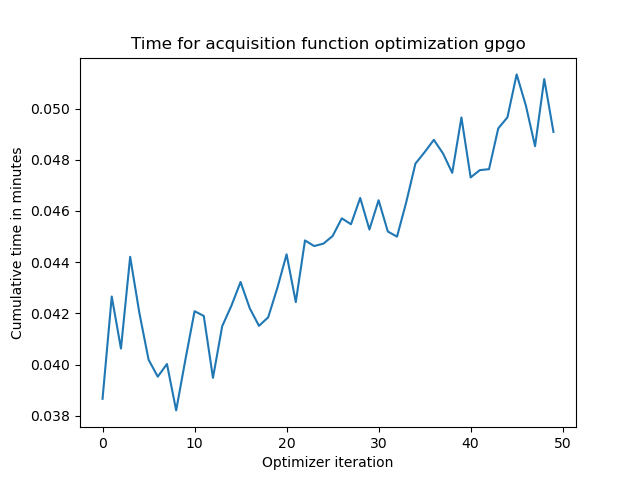 Time for acquisition function optimization gpgo
Cumulative time in minutes
0.050
0.048
0.046
0.044
0.042
0.040
0.038
0 10 20 30 40 50
Optimizer iteration